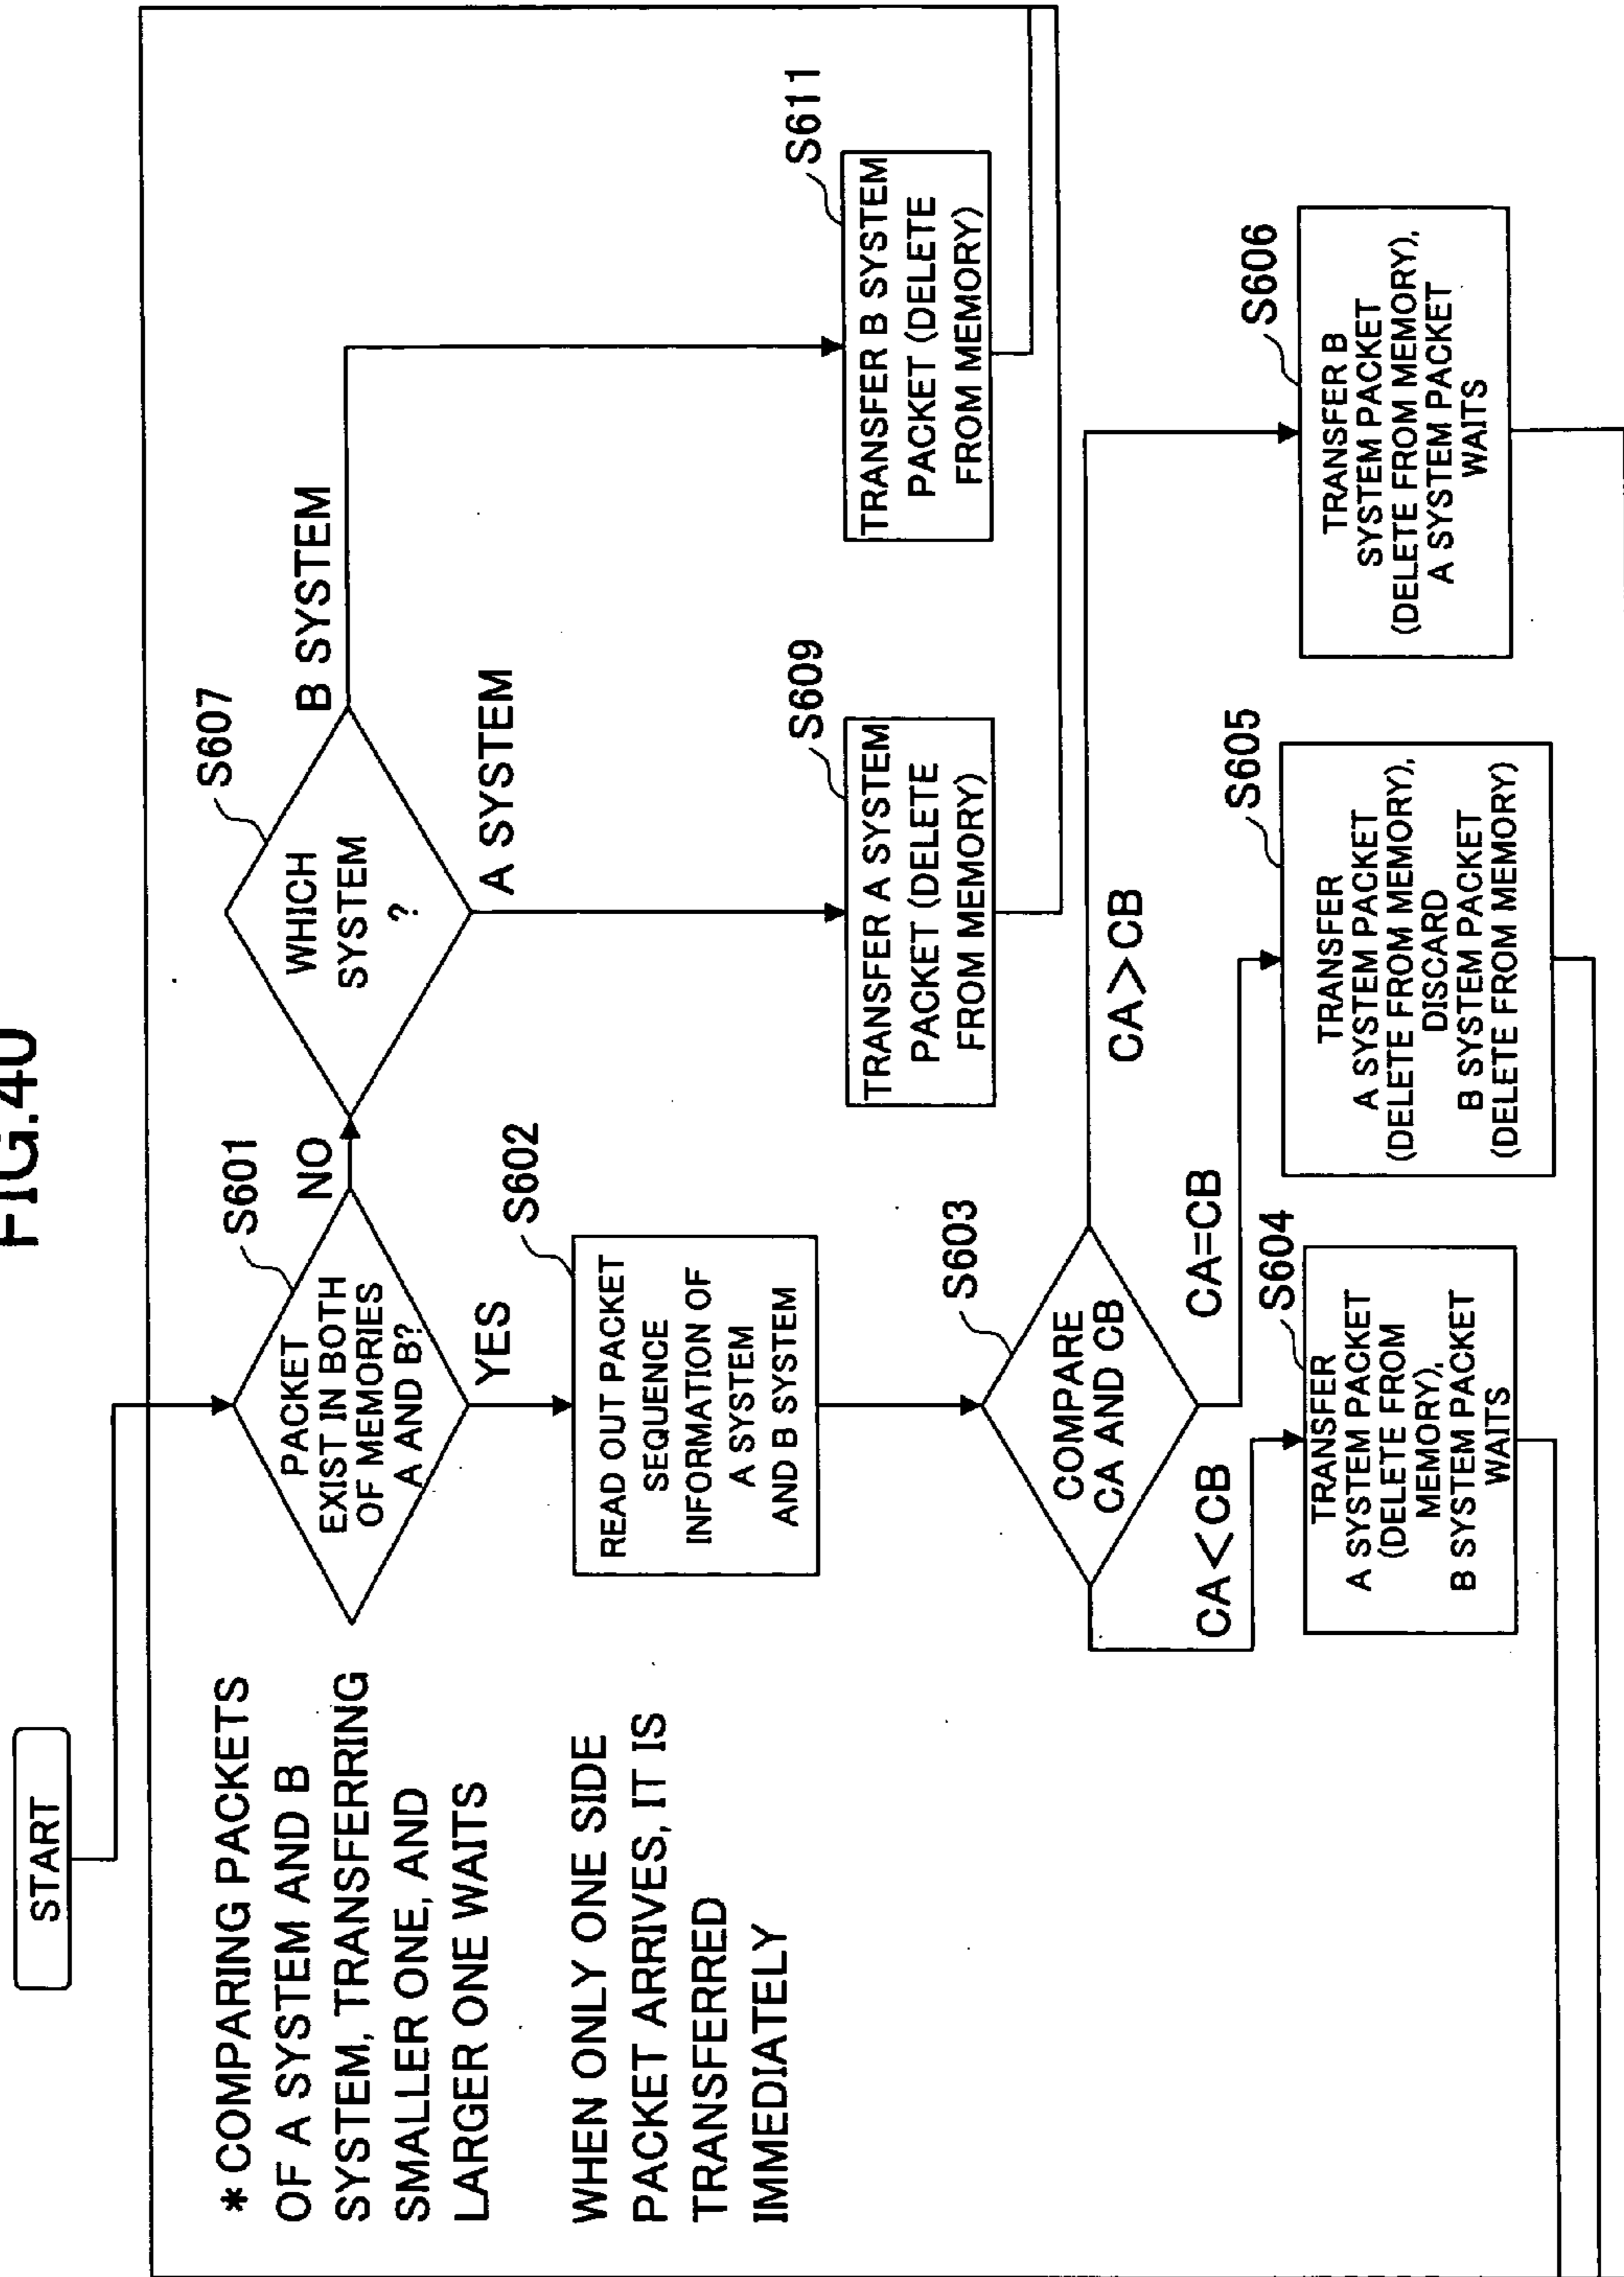 FIG.40
START
* COMPARING PACKETS
OF A SYSTEM AND B
SYSTEM, TRANSFERRING
SMALLER ONE, AND
LARGER ONE WAITS
WHEN ONLY ONE SIDE
PACKET ARRIVES, IT IS
TRANSFERRED
IMMEDIATELY
S601
PACKET
EXIST IN BOTH
OF MEMORIES
A AND B?
NO
YES
S607
WHICH
SYSTEM
?
B SYSTEM
A SYSTEM
S602
READ OUT PACKET
SEQUENCE
INFORMATION OF
A SYSTEM
AND B SYSTEM
S609
TRANSFER A SYSTEM
PACKET (DELETE
FROM MEMORY)
S611
TRANSFER B SYSTEM
PACKET (DELETE
FROM MEMORY)
S603
COMPARE
CA AND CB
CA<CB
CA=CB
CA>CB
S604
TRANSFER
A SYSTEM PACKET
(DELETE FROM
MEMORY),
B SYSTEM PACKET
WAITS
S605
TRANSFER
A SYSTEM PACKET
(DELETE FROM MEMORY),
DISCARD
B SYSTEM PACKET
(DELETE FROM MEMORY)
S606
TRANSFER B
SYSTEM PACKET
(DELETE FROM MEMORY),
A SYSTEM PACKET
WAITS